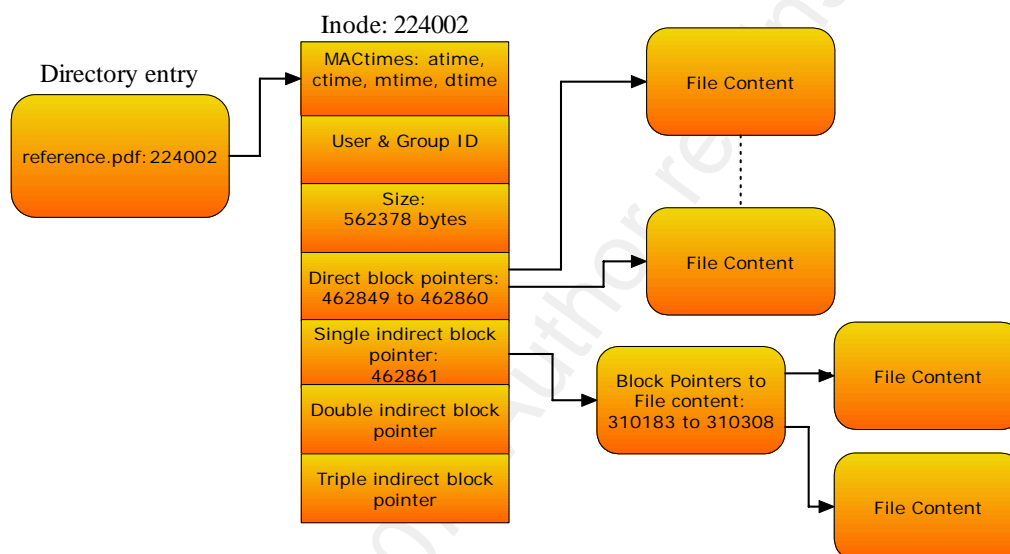 Inode: 224002
Directory entry
reference.pdf:224002
MACtimes: atime,
ctime, mtime, dtime
User & Group ID
Size:
562378 bytes
Direct block pointers:
462849 to 462860
Single indirect block
pointer:
462861
Double indirect block
pointer
Triple indirect block
pointer
File Content
File Content
Block Pointers to
File content:
310183 to 310308
File Content
File Content
Author re